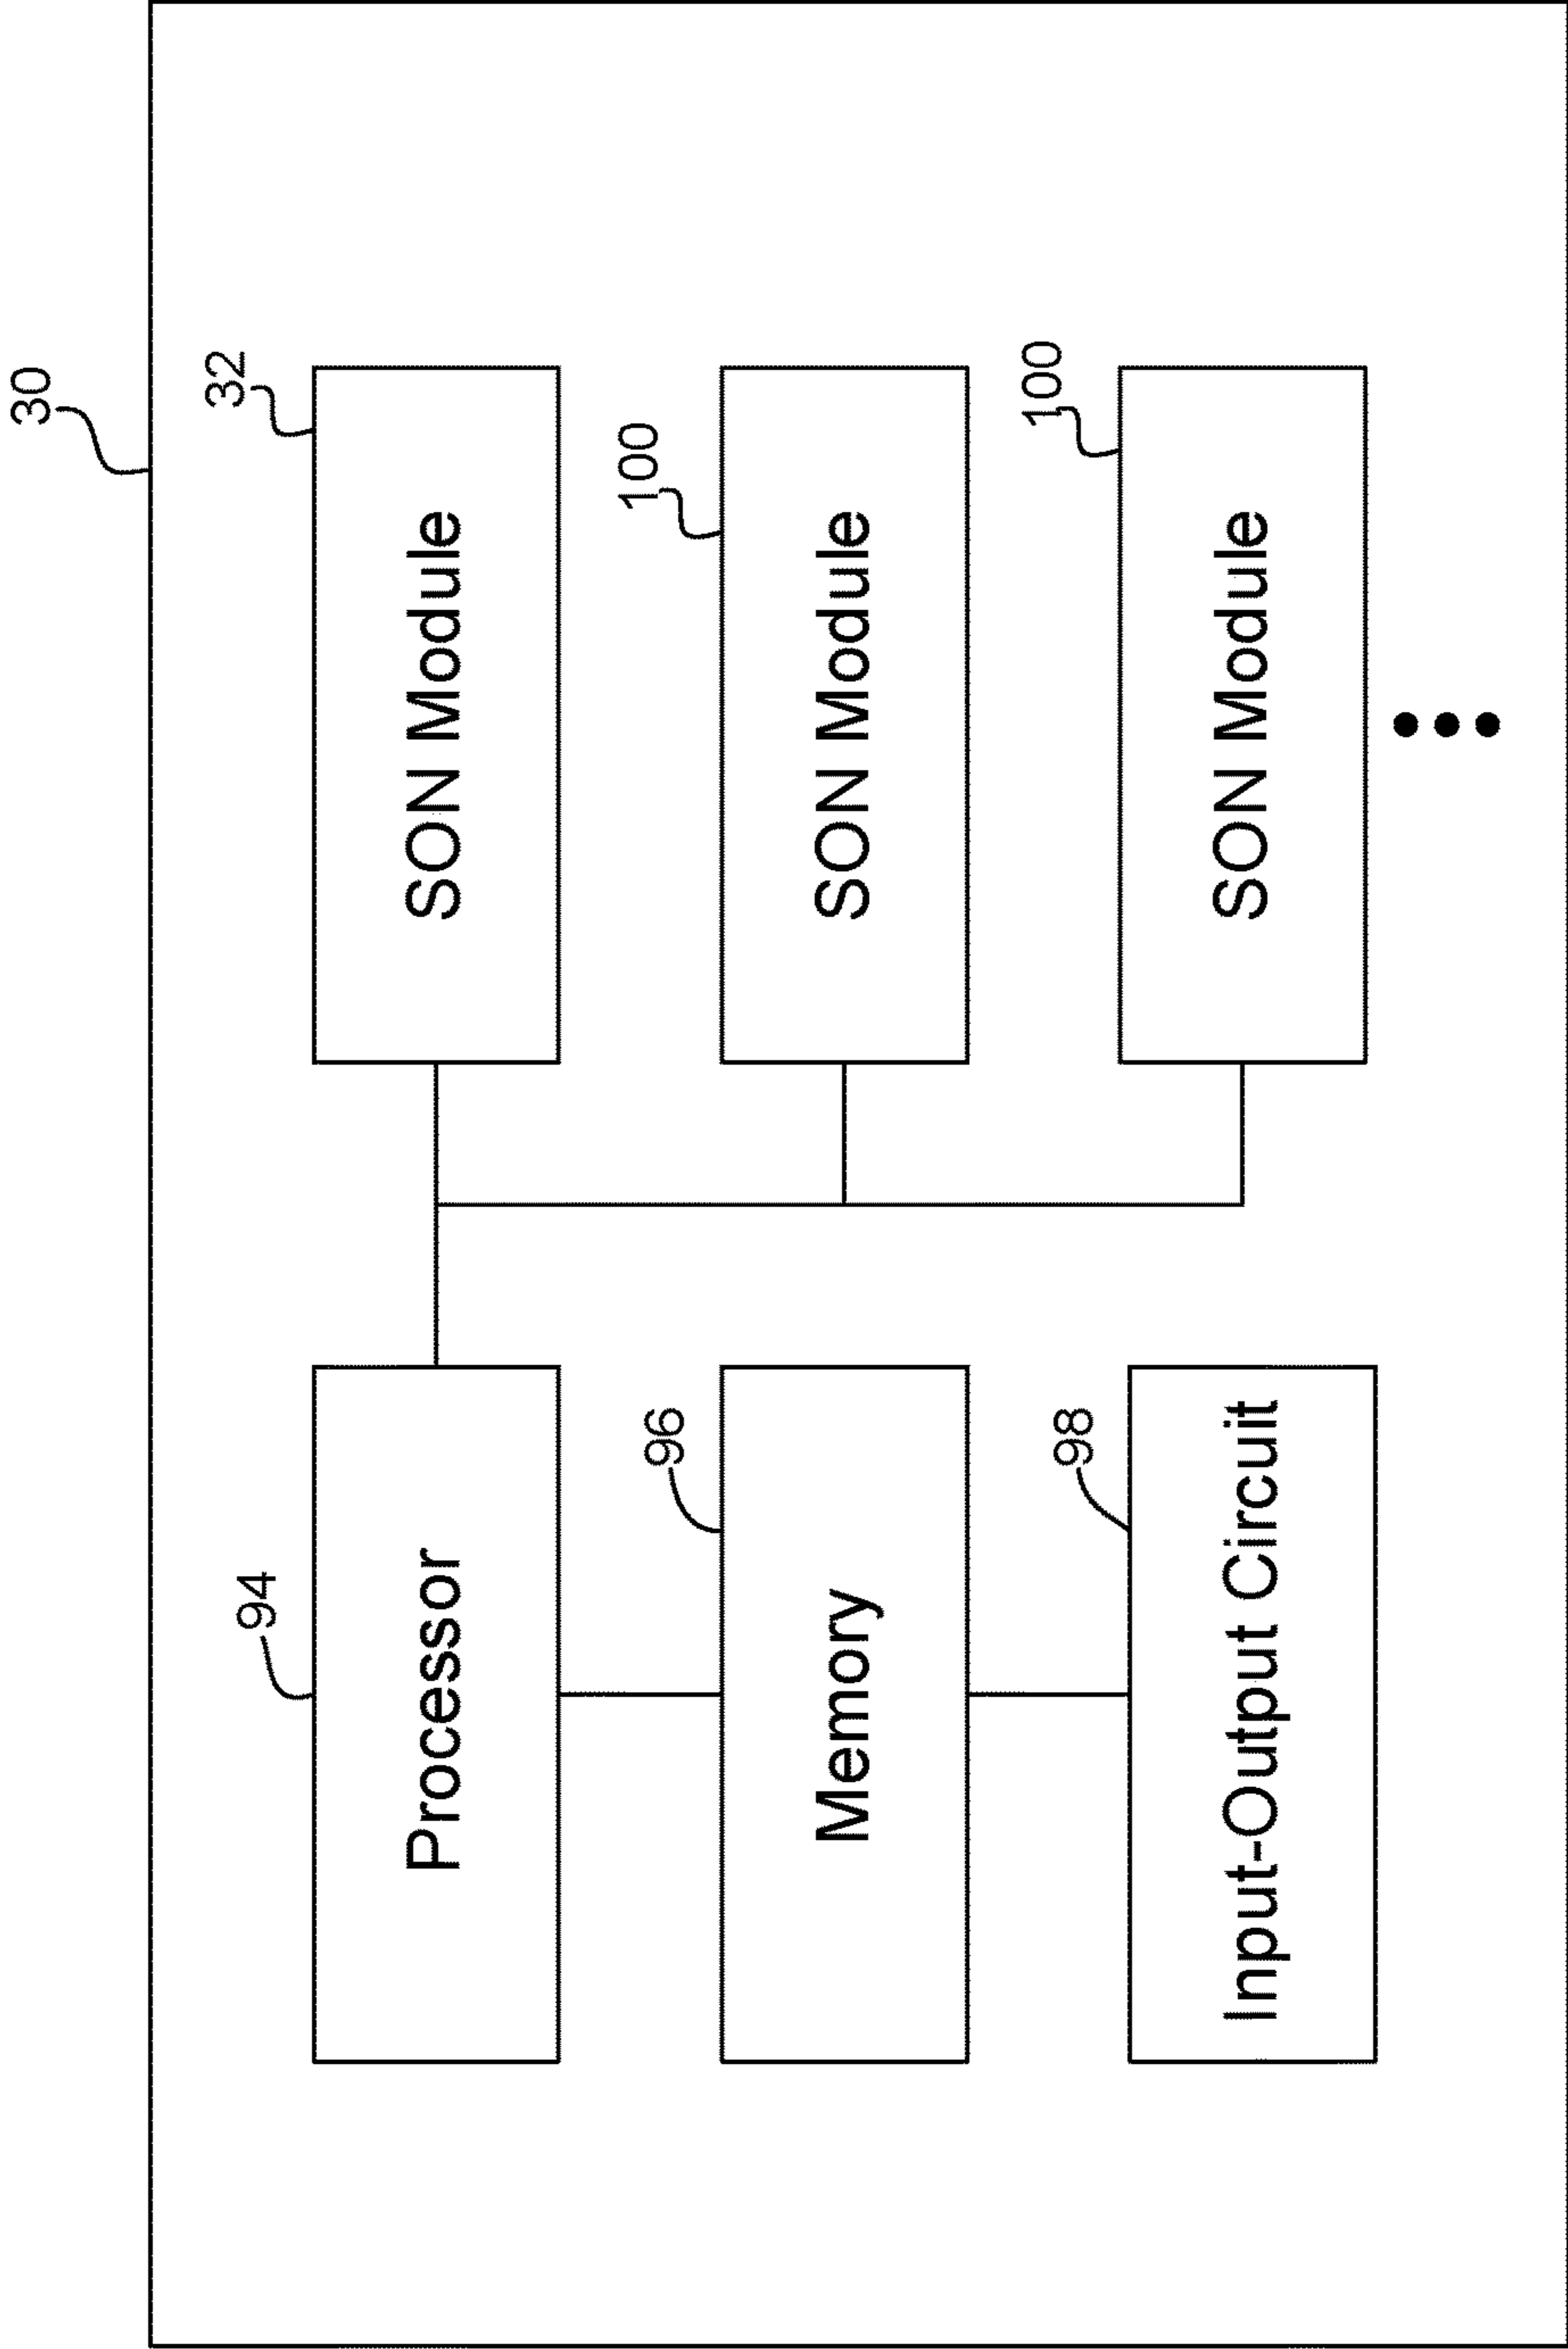 30
94
Processor
32
SON Module
96
Memory
100
SON Module
98
Input-Output Circuit
100
SON Module